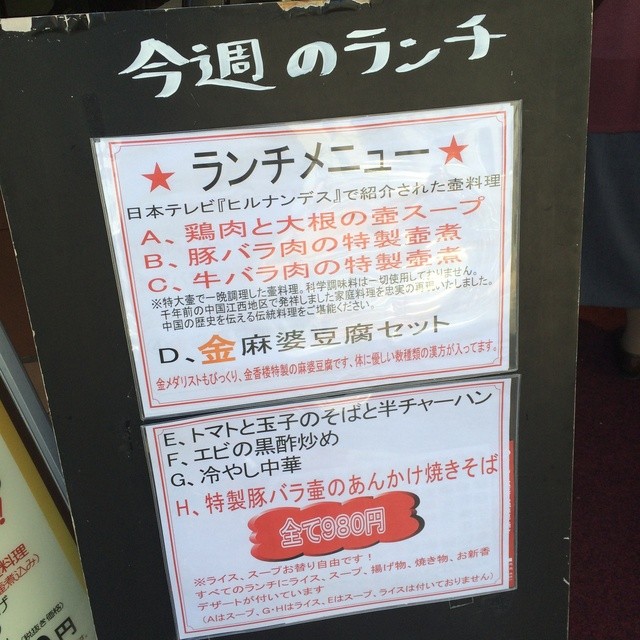 今週のランチ
★ランチメニュー★
日本テレビ『ヒルナンデス』で紹介された壺料理
A、鶏肉と大根の壺スープ
B、豚バラ肉の特製壺煮
C、牛バラ肉の特製壺煮
※特大壷で一晩調理した壷料理。科学調味料は一切使用しておりません。
千年前の中国江西地区で発祥しました家庭料理を忠実の再現いたしました。
中国の歴史を伝える伝統料理をご堪能ください。
D、金麻婆豆腐セット
金メダリストもびっくり、金香楼特製の麻婆豆腐です、体に優しい数種類の漢方が入ってます。
E、トマトと玉子のそばと半チャーハン
F、エビの黒酢炒め
G、冷やし中華
H、特製豚バラ壷のあんかけ焼きそば
全て980円
※ライス、スープお替り自由です！
すべてのランチにライス、スープ、揚げ物、焼き物、お新香
デザートが付いています
(Aはスープ、G・Hはライス、Eはスープ、ライスは付いておりません)
料理
煮込み)
げ
(税抜き価格)
円